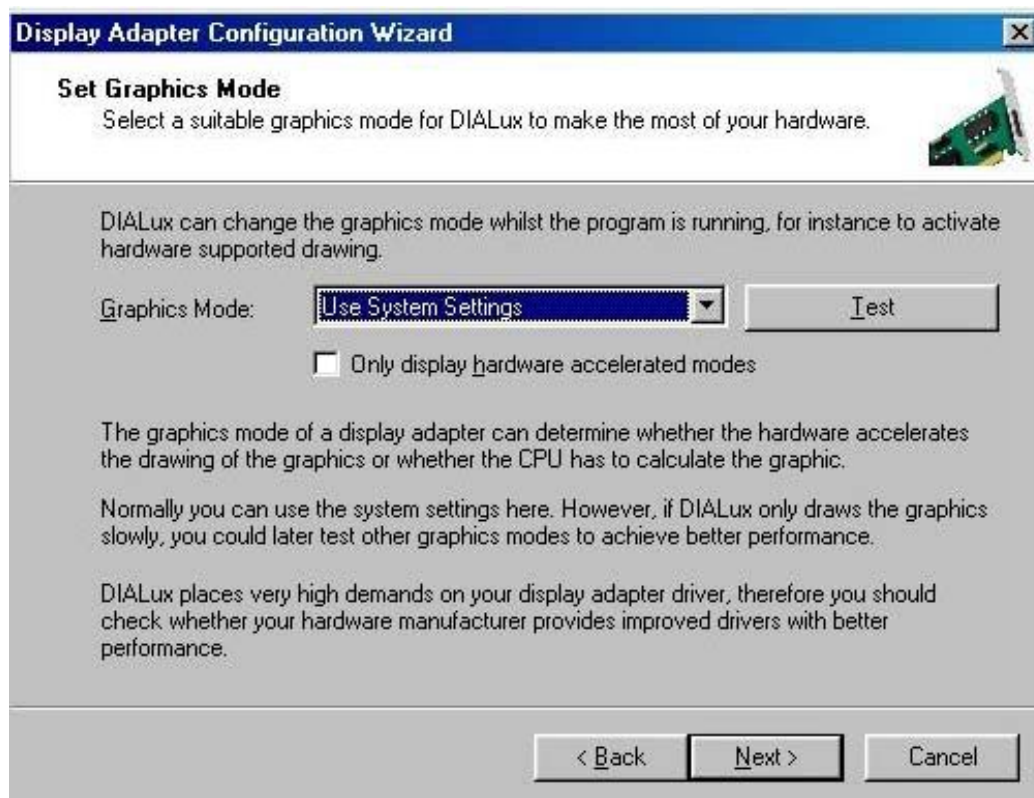 Display Adapter Configuration Wizard
Set Graphics Mode
Select a suitable graphics mode for DIALux to make the most of your hardware.
DIALux can change the graphics mode whilst the program is running, for instance to activate
hardware supported drawing.
Graphics Mode:
Use System Settings
Test
Only display hardware accelerated modes
The graphics mode of a display adapter can determine whether the hardware accelerates
the drawing of the graphics or whether the CPU has to calculate the graphic.
Normally you can use the system settings here. However, if DIALux only draws the graphics
slowly, you could later test other graphics modes to achieve better performance.
DIALux places very high demands on your display adapter driver, therefore you should
check whether your hardware manufacturer provides improved drivers with better
performance.
< Back
Next >
Cancel